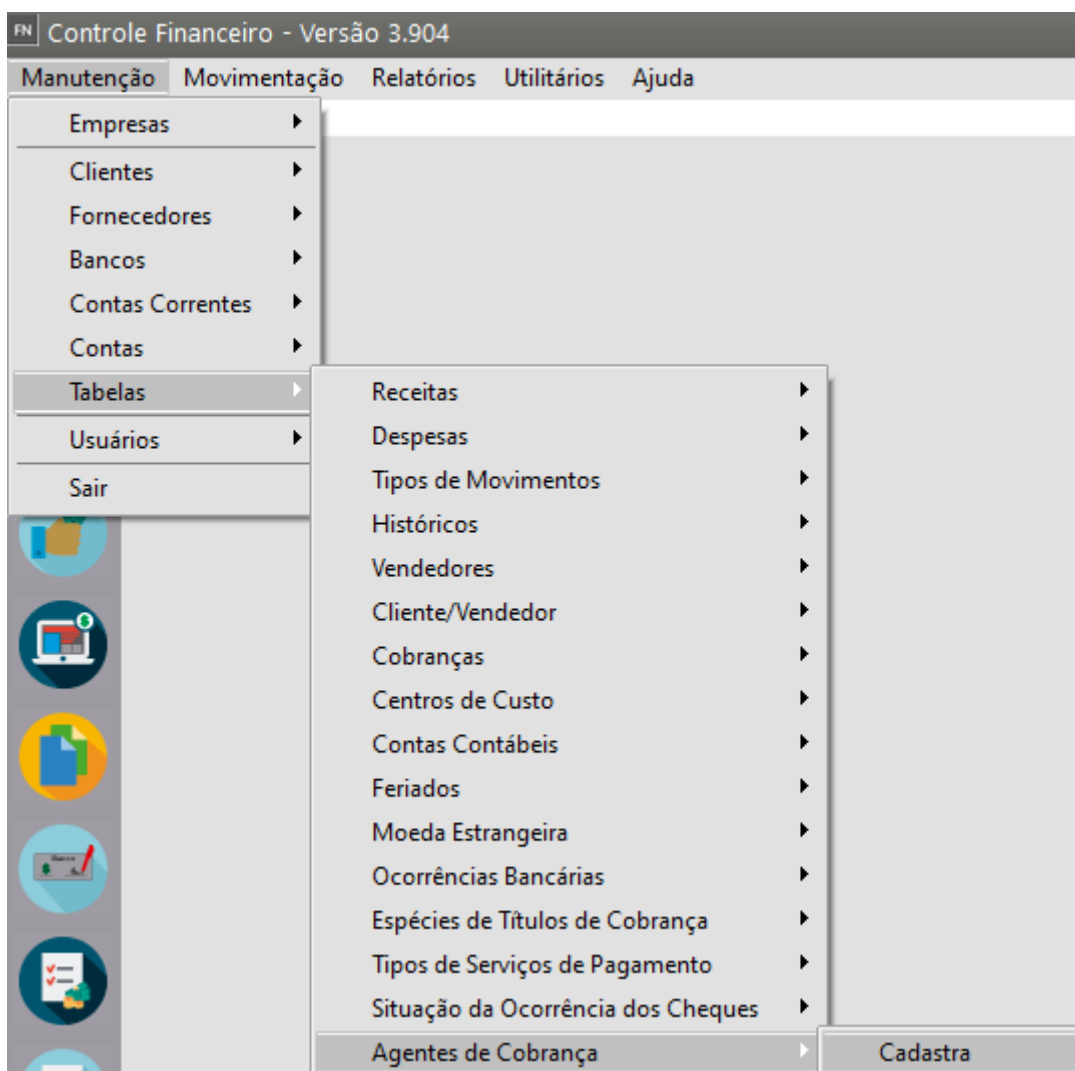 FN Controle Financeiro - Versão 3.904
Manutenção Movimentação Relatórios Utilitários Ajuda
Empresas
Clientes
Fornecedores
Bancos
Contas Correntes
Contas
Tabelas
Usuários
Sair
Receitas
Despesas
Tipos de Movimentos
Históricos
Vendedores
Cliente/Vendedor
Cobranças
Centros de Custo
Contas Contábeis
Feriados
Moeda Estrangeira
Ocorrências Bancárias
Espécies de Títulos de Cobrança
Tipos de Serviços de Pagamento
Situação da Ocorrência dos Cheques
Agentes de Cobrança
Cadastra